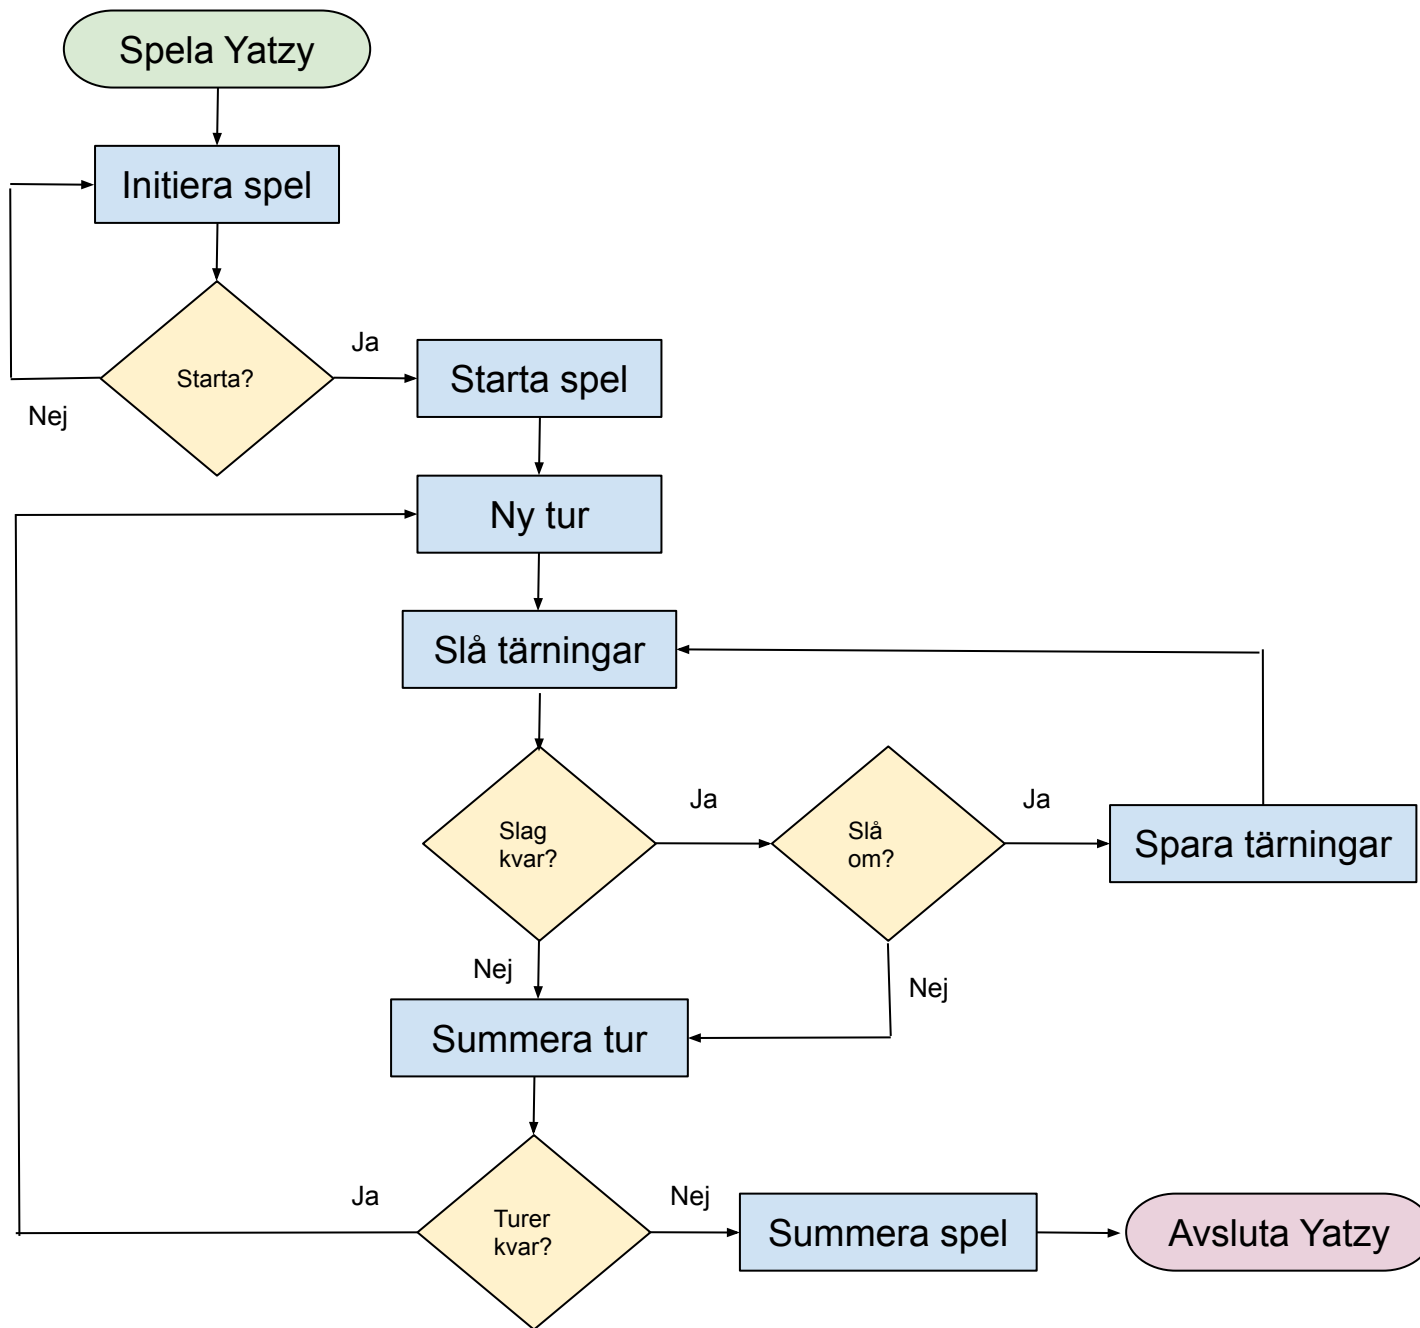 Spela Yatzy
Initiera spel
Starta?
Ja
Nej
Starta spel
Ny tur
Slå tärningar
Slag
kvar?
Ja
Slå
om?
Ja
Spara tärningar
Nej
Nej
Summera tur
Turer
kvar?
Ja
Nej
Summera spel
Avsluta Yatzy